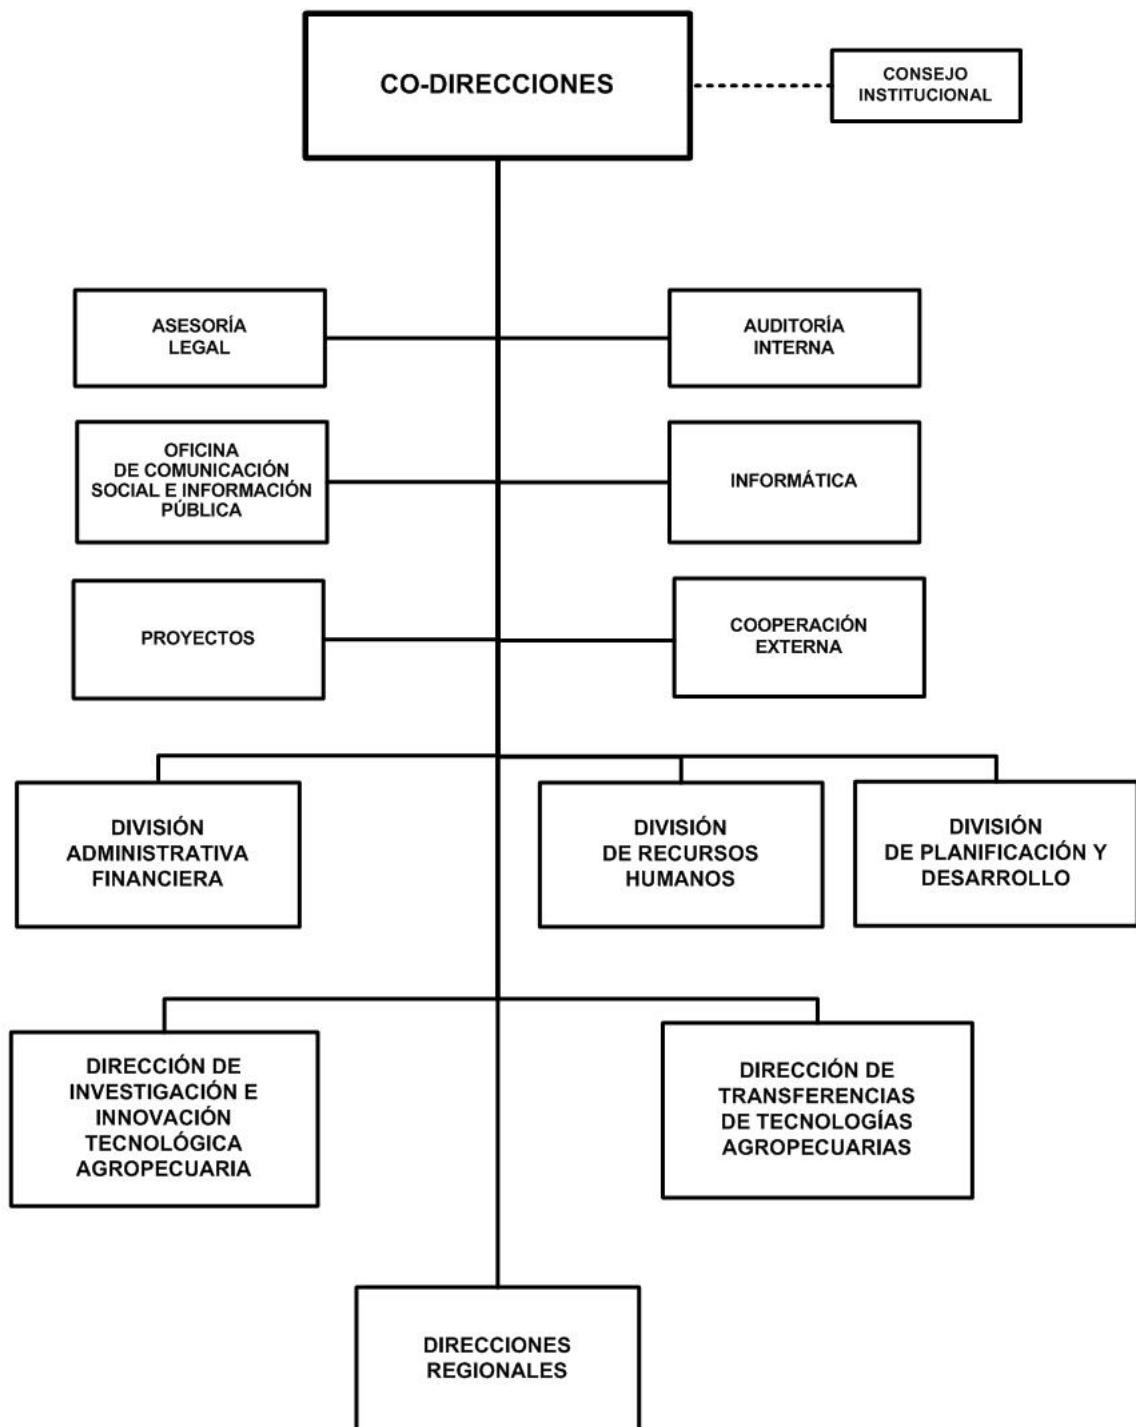 CO-DIRECCIONES
CONSEJO
INSTITUCIONAL
ASESORÍA
LEGAL
AUDITORÍA
INTERNA
OFICINA
DE COMUNICACIÓN
SOCIAL E INFORMACIÓN
PÚBLICA
INFORMÁTICA
PROYECTOS
COOPERACIÓN
EXTERNA
DIVISIÓN
ADMINISTRATIVA
FINANCIERA
DIVISIÓN
DE RECURSOS
HUMANOS
DIVISIÓN
DE PLANIFICACIÓN Y
DESARROLLO
DIRECCIÓN DE
INVESTIGACIÓN E
INNOVACIÓN
TECNOLÓGICA
AGROPECUARIA
DIRECCIÓN DE
TRANSFERENCIAS
DE TECNOLOGÍAS
AGROPECUARIAS
DIRECCIONES
REGIONALES